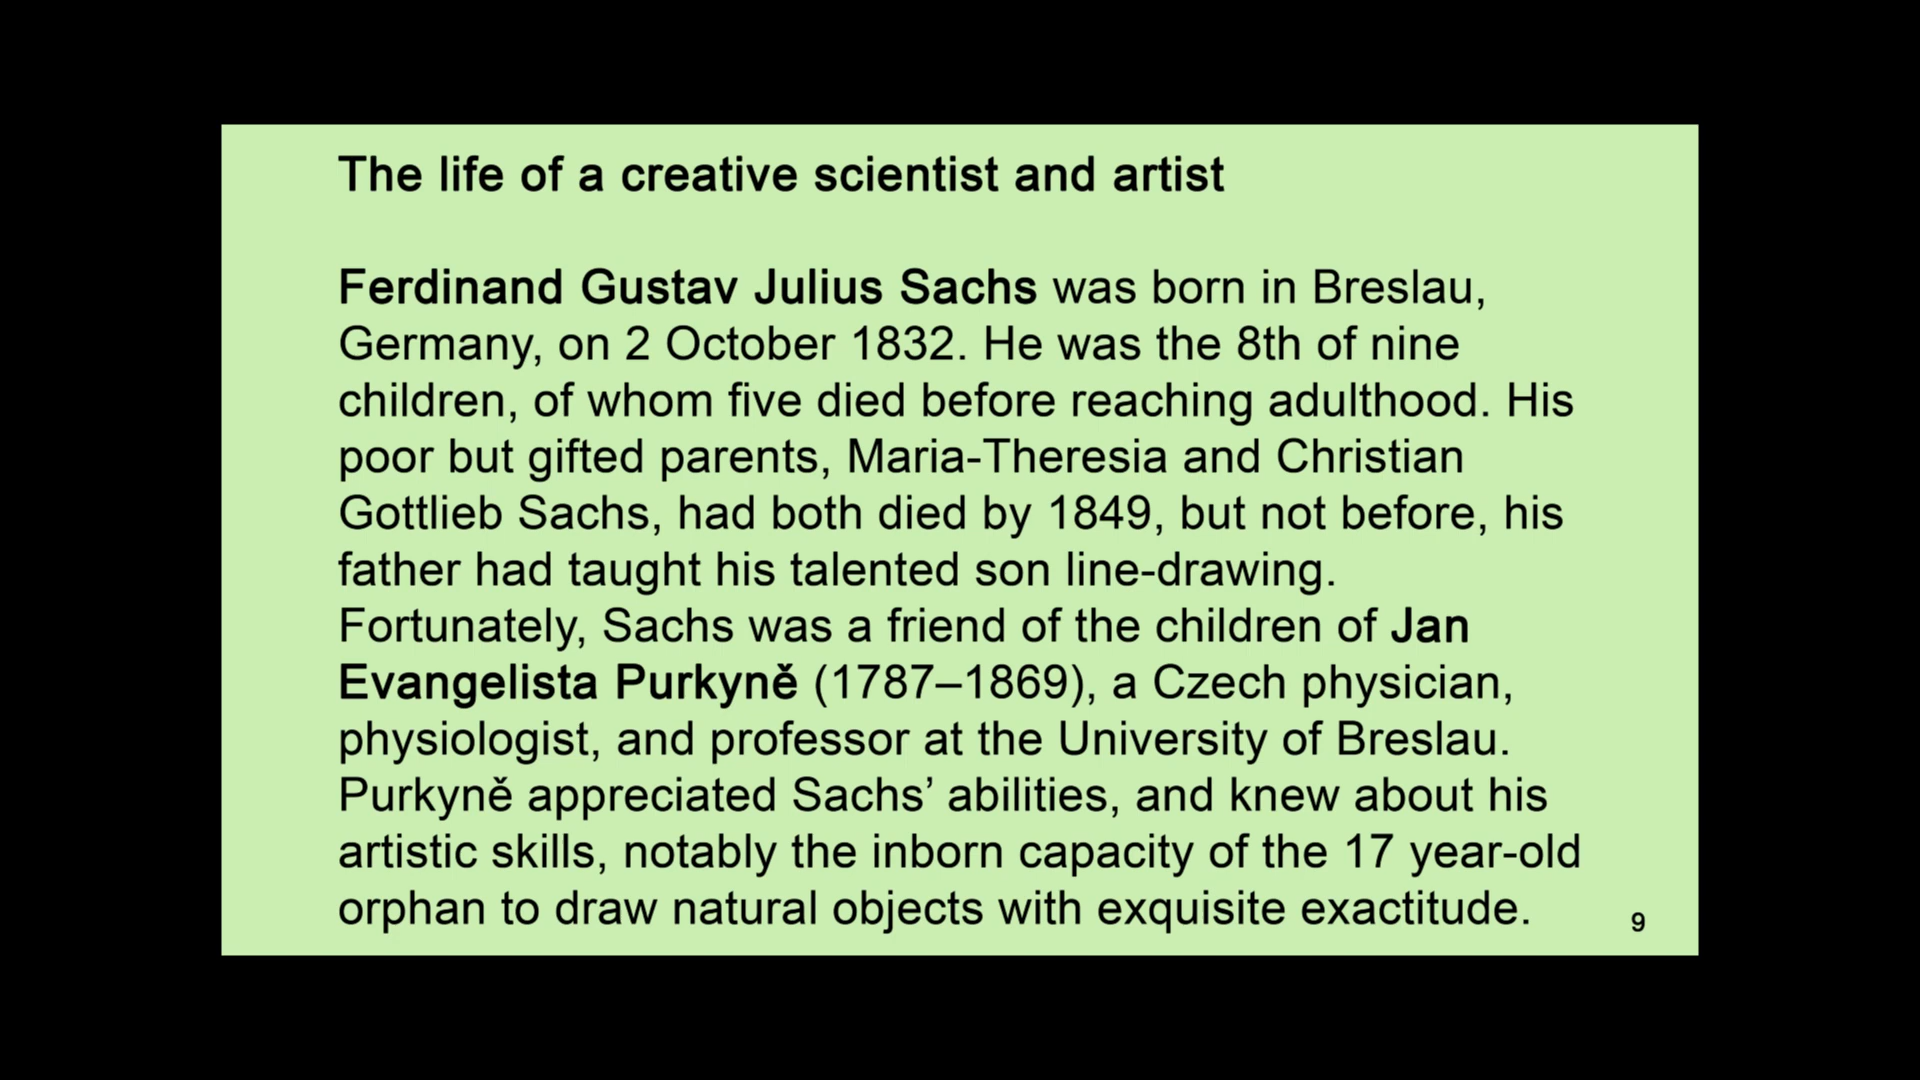 The life of a creative scientist and artist
Ferdinand Gustav Julius Sachs was born in Breslau,
Germany, on 2 October 1832. He was the 8th of nine
children, of whom five died before reaching adulthood. His
poor but gifted parents, Maria-Theresia and Christian
Gottlieb Sachs, had both died by 1849, but not before, his
father had taught his talented son line-drawing.
Fortunately, Sachs was a friend of the children of Jan
Evangelista Purkyně (1787–1869), a Czech physician,
physiologist, and professor at the University of Breslau.
Purkyně appreciated Sachs’ abilities, and knew about his
artistic skills, notably the inborn capacity of the 17 year-old
orphan to draw natural objects with exquisite exactitude.
9